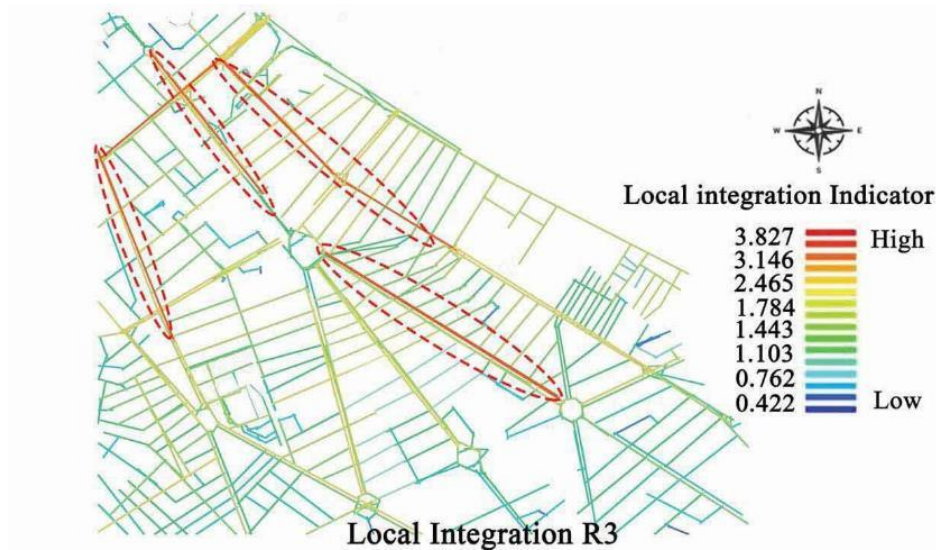 N
W E
S
Local integration Indicator
3.827 High
3.146
2.465
1.784
1.443
1.103
0.762
0.422 Low
Local Integration R3